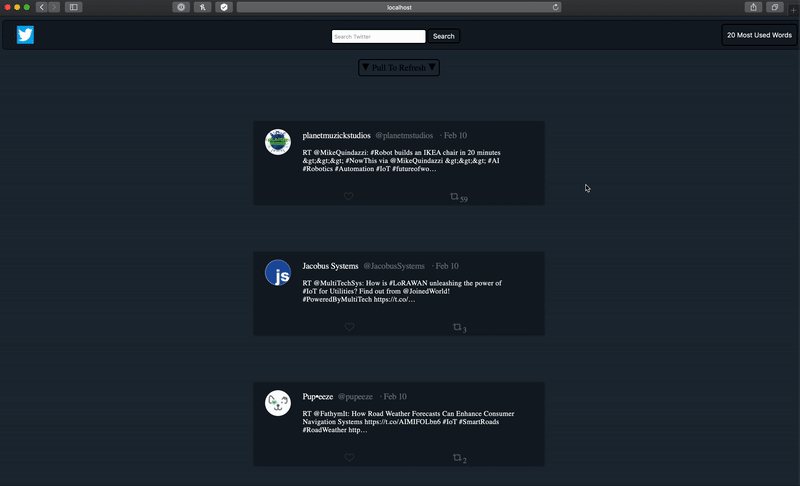 localhost
Search Twitter
Search
20 Most Used Words
▼ Pull To Refresh ▼
planetmuzickstudios @planetmstudios · Feb 10
RT @MikeQuindazzi: #Robot builds an IKEA chair in 20 minutes
&gt;&gt;&gt; #NowThis via @MikeQuindazzi &gt;&gt;&gt; #AI
#Robotics #Automation #IoT #futureofwo…
59
js
Jacobus Systems @JacobusSystems · Feb 10
RT @MultiTechSys: How is #LoRAWAN unleashing the power of
#IoT for Utilities? Find out from @JoinedWorld!
#PoweredByMultiTech https://t.co/…
3
Pup•eeze @pupeeze · Feb 10
RT @FathymIt: How Road Weather Forecasts Can Enhance Consumer
Navigation Systems https://t.co/AIMIFOLbn6 #IoT #SmartRoads
#RoadWeather http…
2